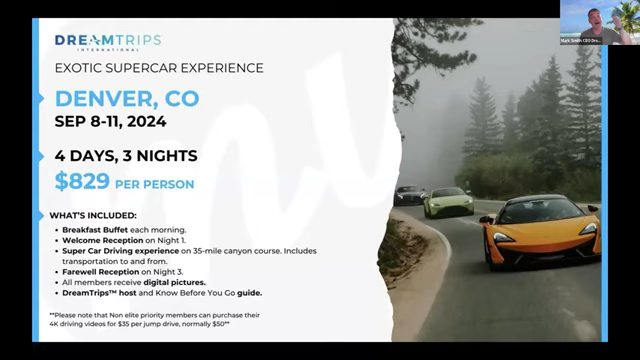 DREAMTRIPS
INTERNATIONAL
EXOTIC SUPERCAR EXPERIENCE
DENVER, CO
SEP 8-11, 2024
4 DAYS, 3 NIGHTS
$829 PER PERSON
WHAT'S INCLUDED:
• Breakfast Buffet each morning.
• Welcome Reception on Night 1.
• Super Car Driving experience on 35-mile canyon course. Includes
transportation to and from.
• Farewell Reception on Night 3.
• All members receive digital pictures.
• DreamTrips™ host and Know Before You Go guide.
**Please note that Non elite priority members can purchase their
4K driving videos for $35 per jump drive, normally $50**